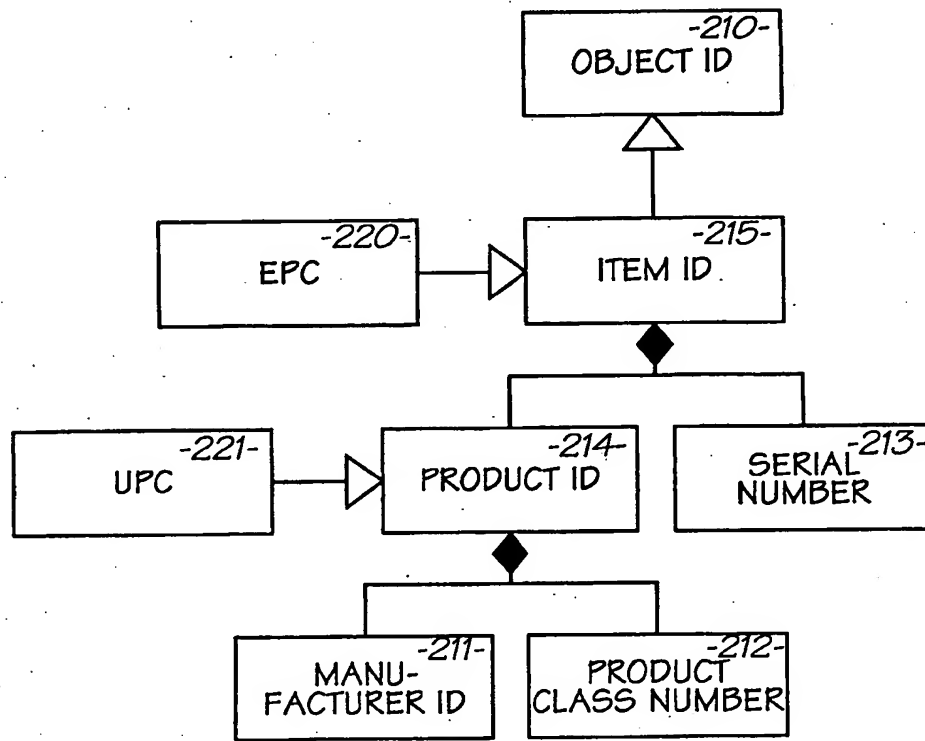 -210-
OBJECT ID
-220-
EPC
-215-
ITEM ID
-221-
UPC
-214-
PRODUCT ID
-213-
SERIAL
NUMBER
-211-
MANU-
FACTURER ID
-212-
PRODUCT
CLASS NUMBER